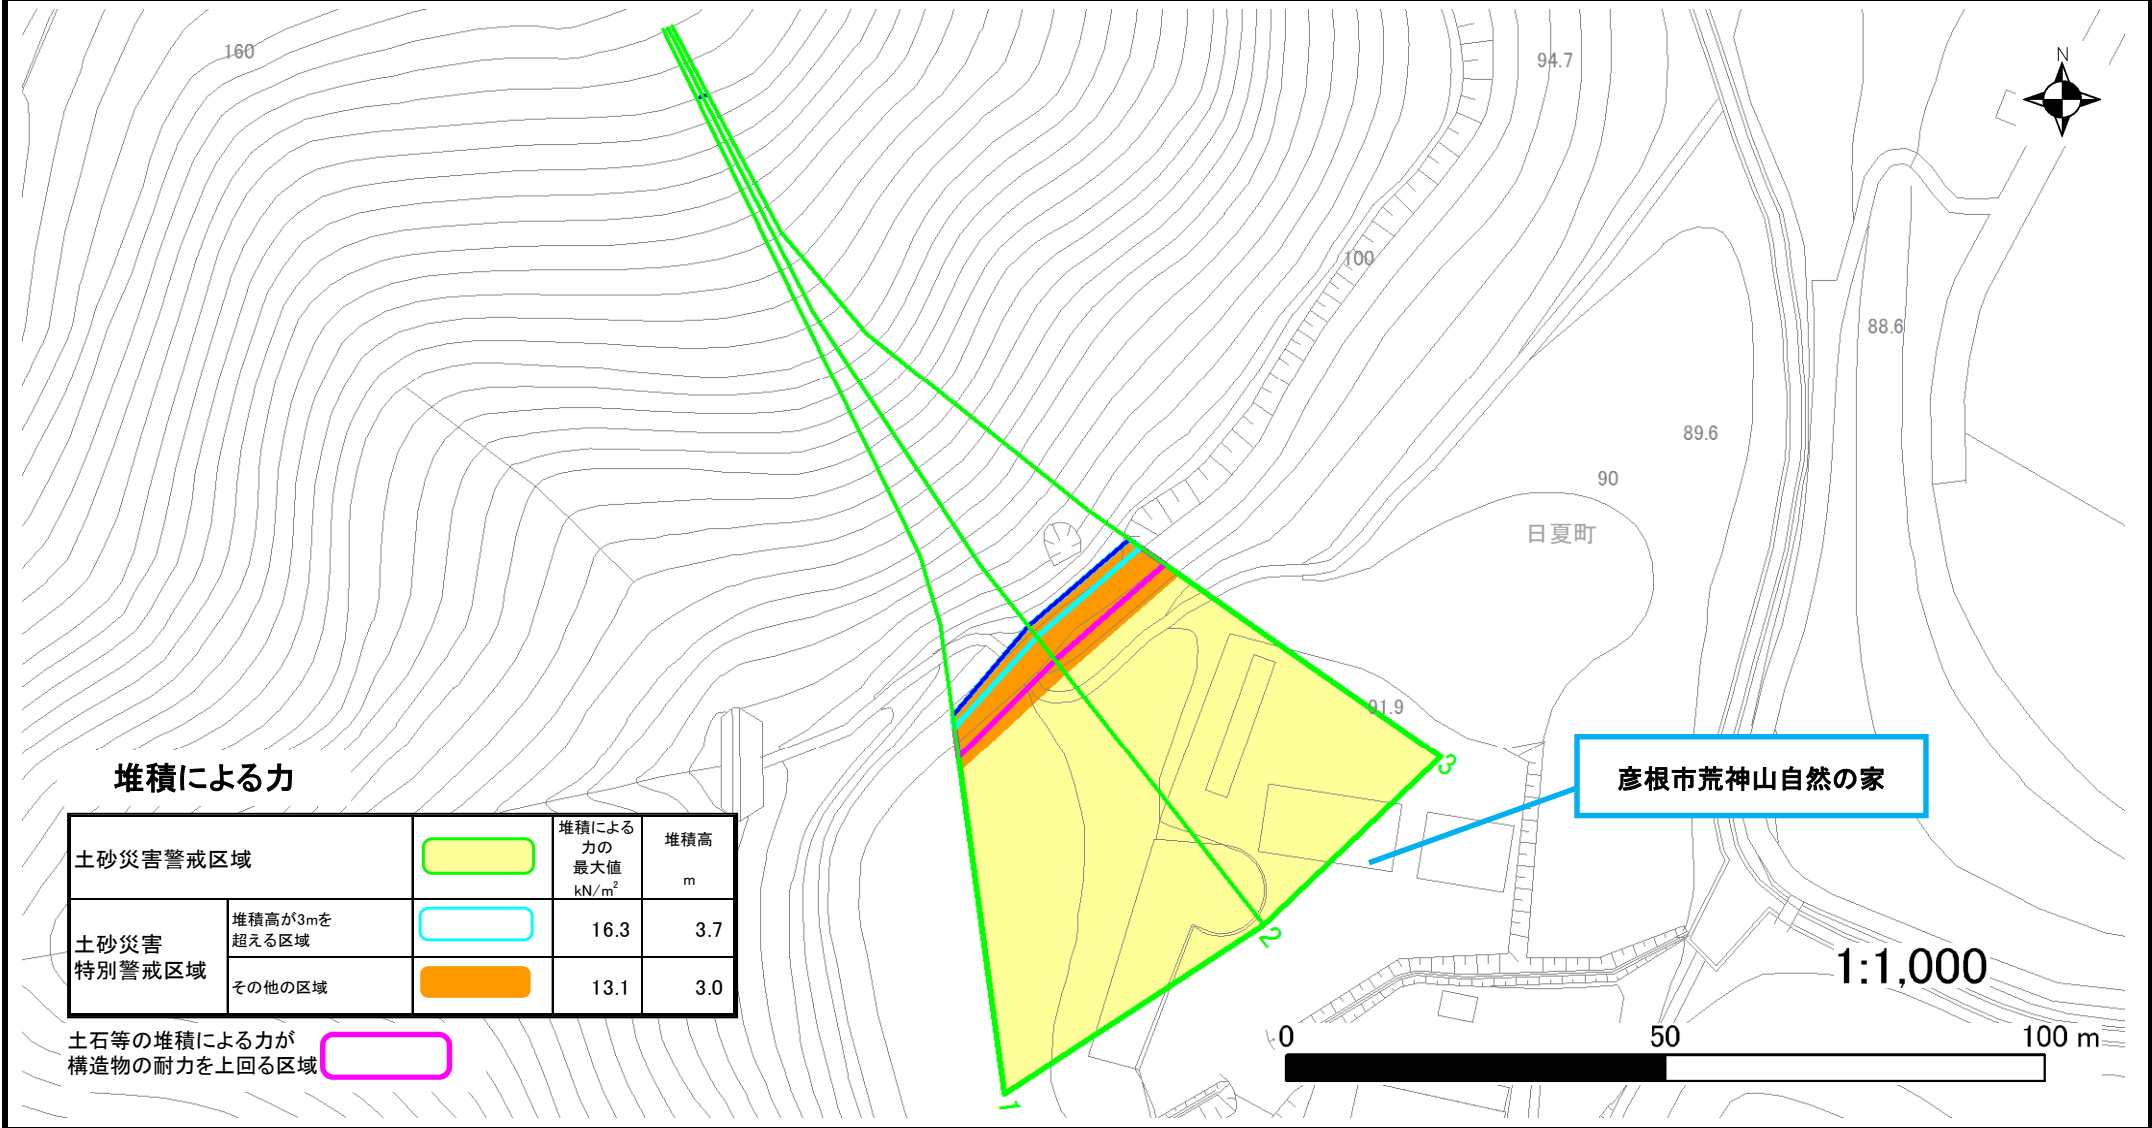 160
94.7
N
100
88.6
89.6
90
日夏町
91.9
3
彦根市荒神山自然の家
2
1
堆積による力
土砂災害警戒区域
堆積による
力の
最大値
kN/m²
堆積高
m
土砂災害
特別警戒区域
堆積高が3mを
超える区域
16.3
3.7
その他の区域
13.1
3.0
土石等の堆積による力が
構造物の耐力を上回る区域
1:1,000
0
50
100 m